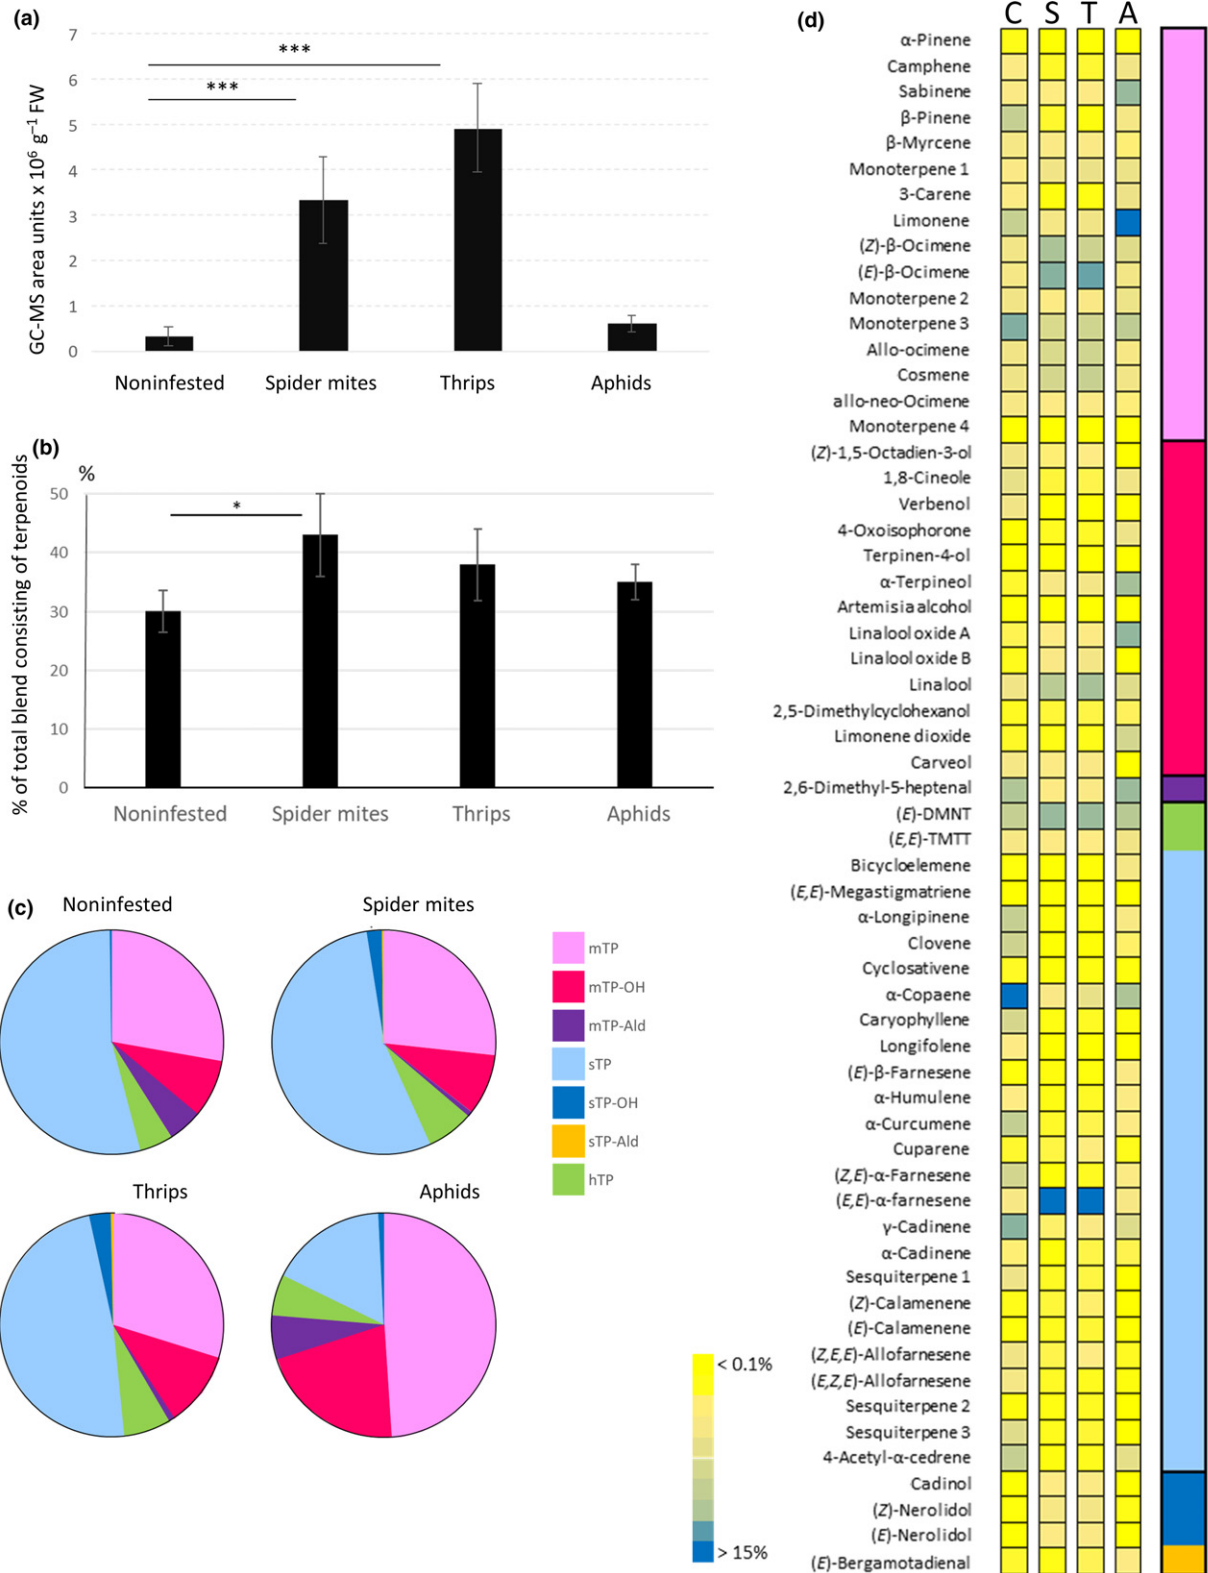 (a)
GC-MS area units x 10⁶ g⁻¹ FW
7
6
5
4
3
2
1
0
***
***
Noninfested Spider mites Thrips Aphids
(b)
%
% of total blend consisting of terpenoids
50
40
30
20
10
0
*
Noninfested Spider mites Thrips Aphids
(c)
Noninfested Spider mites
Thrips Aphids
mTP
mTP-OH
mTP-Ald
sTP
sTP-OH
sTP-Ald
hTP
(d)
C S T A
α-Pinene
Camphene
Sabinene
β-Pinene
β-Myrcene
Monoterpene 1
3-Carene
Limonene
(Z)-β-Ocimene
(E)-β-Ocimene
Monoterpene 2
Monoterpene 3
Allo-ocimene
Cosmene
allo-neo-Ocimene
Monoterpene 4
(Z)-1,5-Octadien-3-ol
1,8-Cineole
Verbenol
4-Oxoisophorone
Terpinen-4-ol
α-Terpineol
Artemisia alcohol
Linalool oxide A
Linalool oxide B
Linalool
2,5-Dimethylcyclohexanol
Limonene dioxide
Carveol
2,6-Dimethyl-5-heptenal
(E)-DMNT
(E,E)-TMTT
Bicycloelemene
(E,E)-Megastigmatriene
α-Longipinene
Clovene
Cyclosativene
α-Copaene
Caryophyllene
Longifolene
(E)-β-Farnesene
α-Humulene
α-Curcumene
Cuparene
(Z,E)-α-Farnesene
(E,E)-α-farnesene
γ-Cadinene
α-Cadinene
Sesquiterpene 1
(Z)-Calamenene
(E)-Calamenene
(Z,E,E)-Allofarnesene
(E,Z,E)-Allofarnesene
Sesquiterpene 2
Sesquiterpene 3
4-Acetyl-α-cedrene
Cadinol
(Z)-Nerolidol
(E)-Nerolidol
(E)-Bergamotadienal
< 0.1%
> 15%